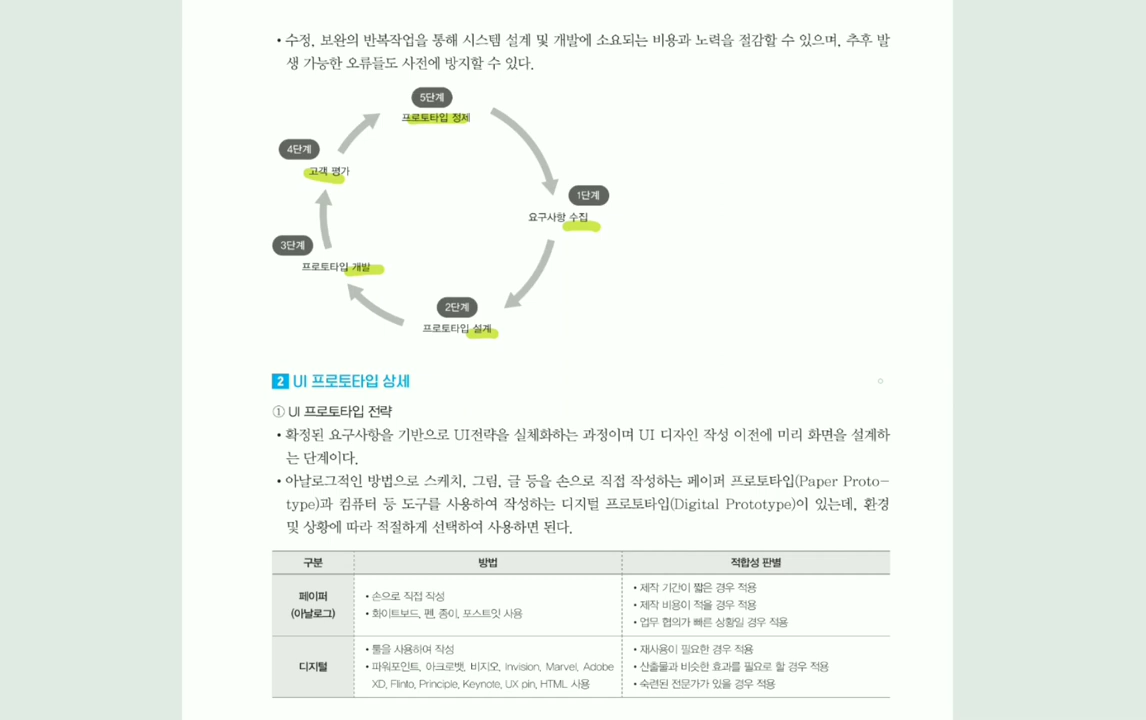 • 수정, 보완의 반복작업을 통해 시스템 설계 및 개발에 소요되는 비용과 노력을 절감할 수 있으며, 추후 발
생 가능한 오류들도 사전에 방지할 수 있다.
5단계
프로토타입 정제
4단계
고객 평가
1단계
요구사항 수집
3단계
프로토타입 개발
2단계
프로토타입 설계
2 UI 프로토타입 상세
① UI 프로토타입 전략
• 확정된 요구사항을 기반으로 UI전략을 실체화하는 과정이며 UI 디자인 작성 이전에 미리 화면을 설계하
는 단계이다.
• 아날로그적인 방법으로 스케치, 그림, 글 등을 손으로 직접 작성하는 페이퍼 프로토타입(Paper Proto-
type)과 컴퓨터 등 도구를 사용하여 작성하는 디지털 프로토타입(Digital Prototype)이 있는데, 환경
및 상황에 따라 적절하게 선택하여 사용하면 된다.
구분 방법 적합성 판별
페이퍼
(아날로그)
• 손으로 직접 작성
• 화이트보드, 펜, 종이, 포스트잇 사용
• 제작 기간이 짧은 경우 적용
• 제작 비용이 적을 경우 적용
• 업무 협의가 빠른 상황일 경우 적용
디지털
• 툴을 사용하여 작성
• 파워포인트, 아크로뱃, 비지오, Invision, Marvel, Adobe
XD, Flinto, Principle, Keynote, UX pin, HTML 사용
• 재사용이 필요한 경우 적용
• 산출물과 비슷한 효과를 필요로 할 경우 적용
• 숙련된 전문가가 있을 경우 적용